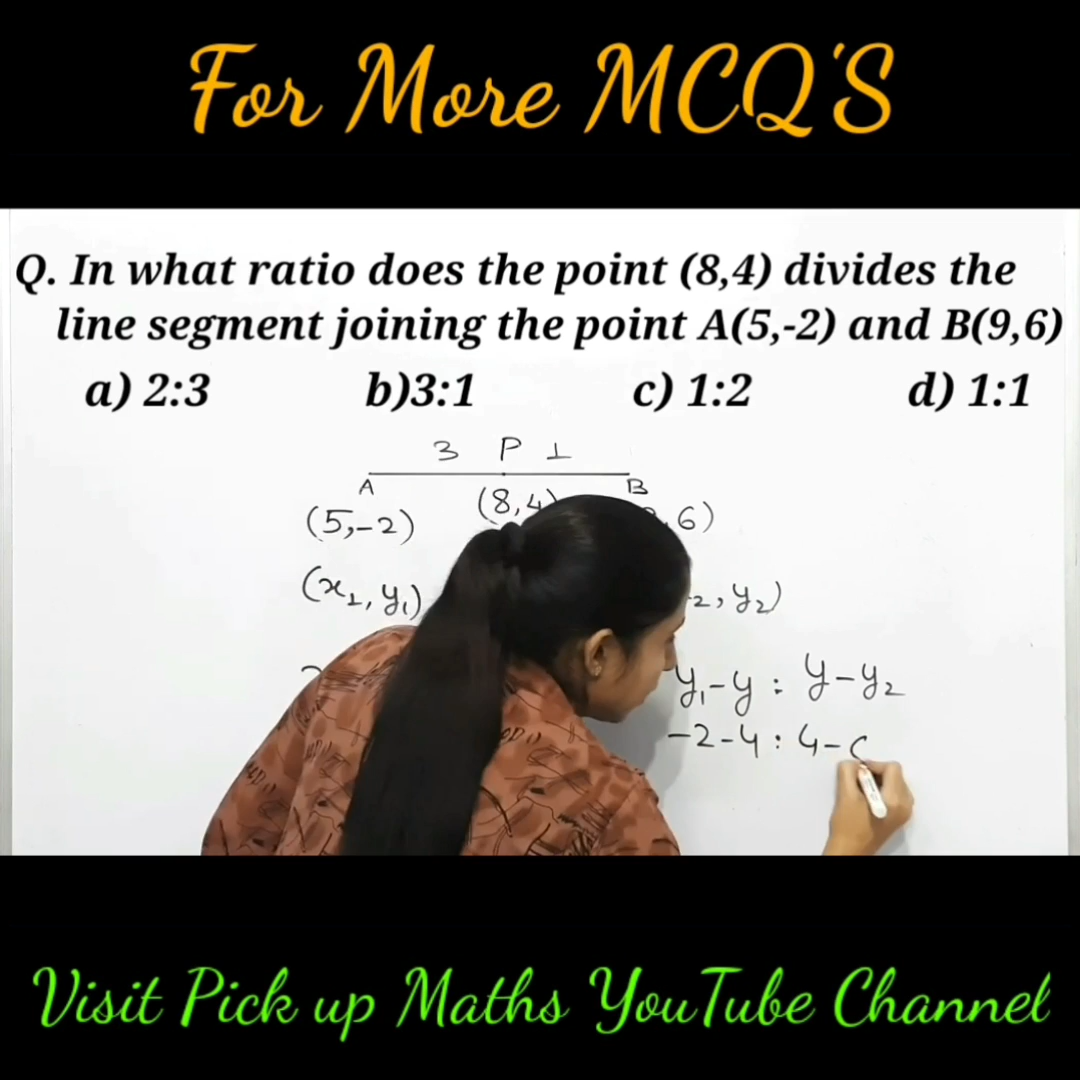 For More MCQ'S
Q. In what ratio does the point (8,4) divides the
line segment joining the point A(5,-2) and B(9,6)
a) 2:3 b)3:1 c) 1:2 d) 1:1
3 P 1
A B
(5,-2) (8,4) ,6)
(x₁, y₁) ₂, y₂)
y₁-y : y-y₂
-2-4 : 4-
Visit Pick up Maths YouTube Channel